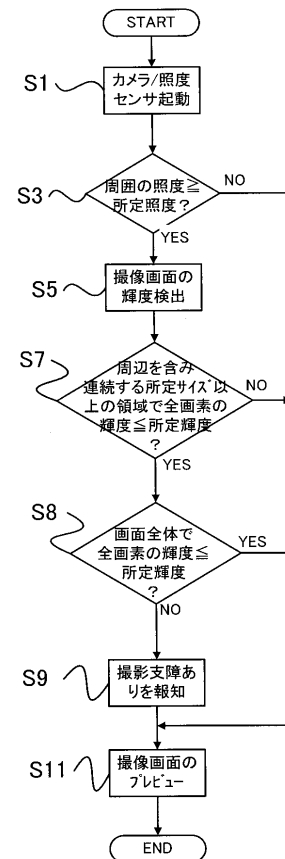 START
S1
カメラ/照度
センサ起動
S3
周囲の照度≧
所定照度?
NO
YES
S5
撮像画面の
輝度検出
S7
周辺を含み
連続する所定サイズ以
上の領域で全画素の
輝度≦所定輝度
?
NO
YES
S8
画面全体で
全画素の輝度≦
所定輝度
?
YES
NO
S9
撮影支障あ
りを報知
S11
撮像画面の
プレビュー
END